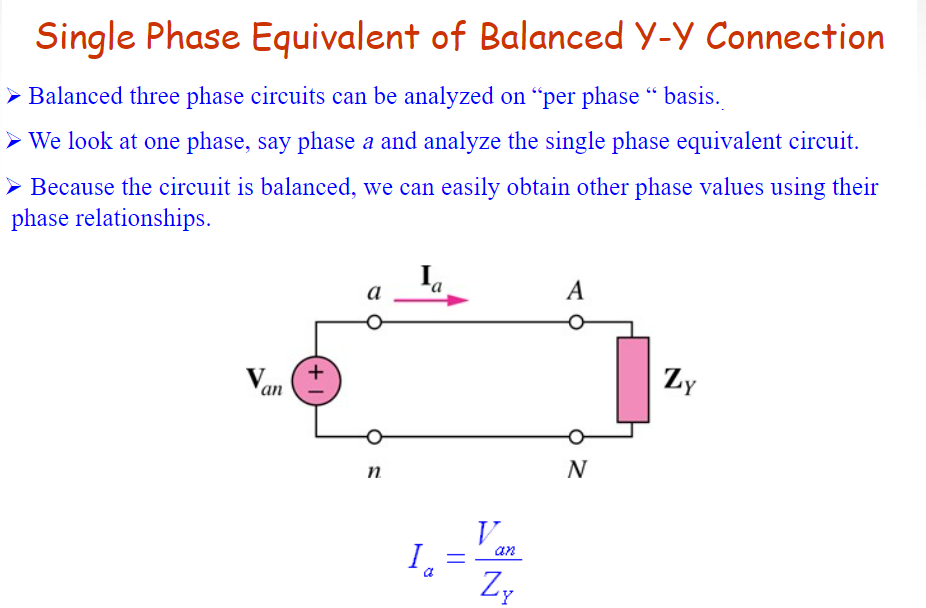 Single Phase Equivalent of Balanced Y-Y Connection
➢ Balanced three phase circuits can be analyzed on “per phase “ basis.
➢ We look at one phase, say phase a and analyze the single phase equivalent circuit.
➢ Because the circuiit is balanced, we can easily obtain other phase values using their
phase relationships.
a
Ia
A
Van
+
−
ZY
n
N
Ia = Van / ZY